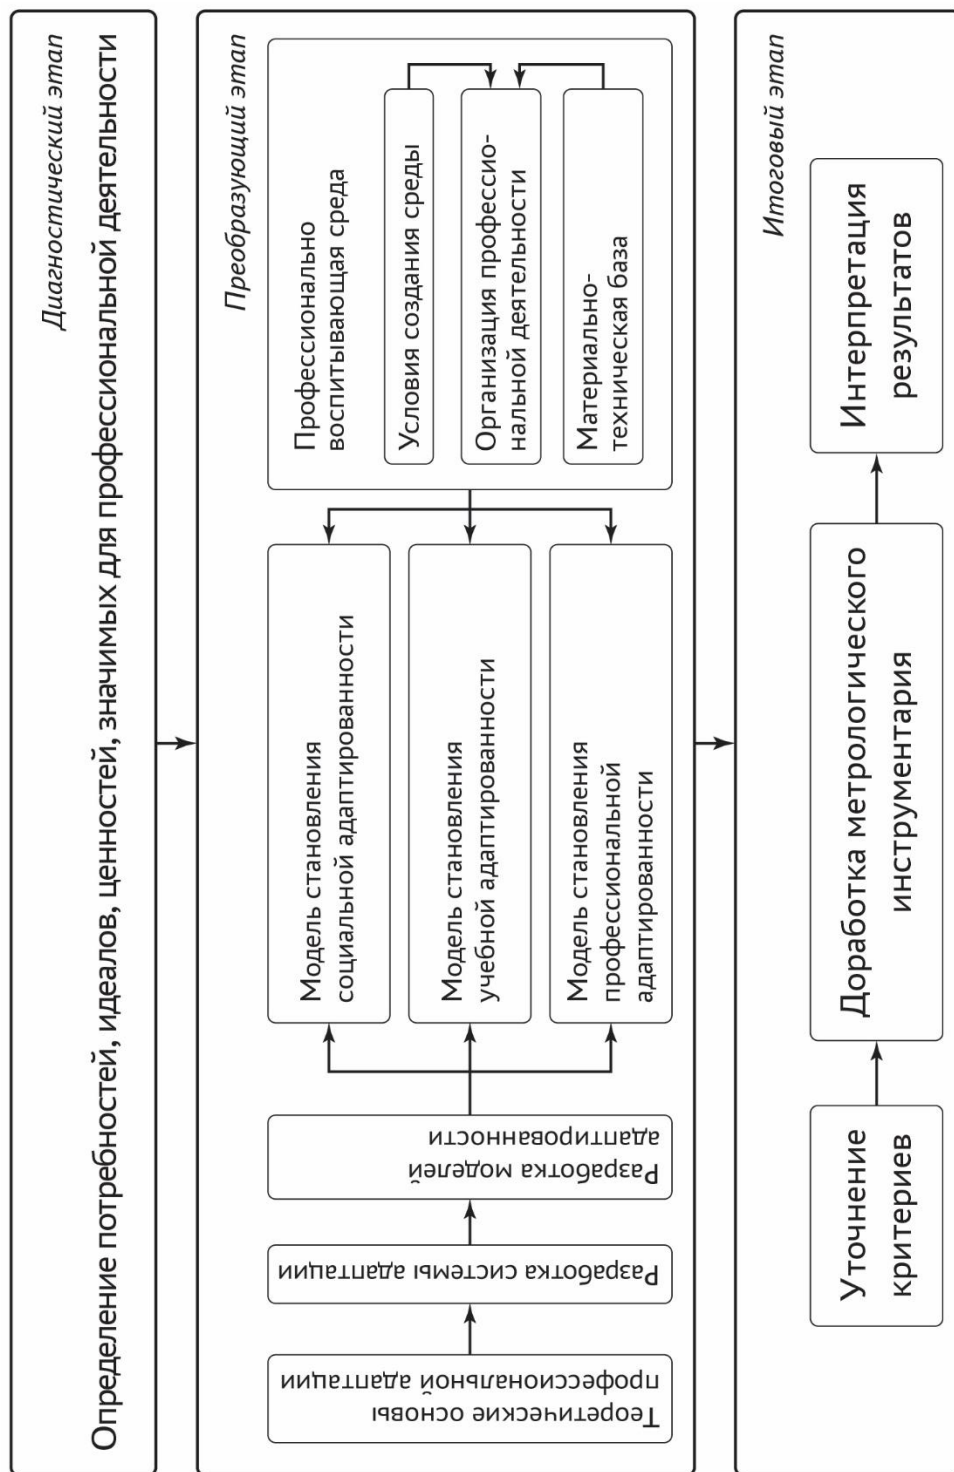 Диагностический этап
Определение потребностей, идеалов, ценностей, значимых для профессиональной деятельности
Преобразующий этап
Теоретические основы
профессиональной адаптации
Разработка системы адаптации
Разработка моделей
адаптированности
Модель становления
социальной адаптированности
Модель становления
учебной адаптированности
Модель становления
профессиональной
адаптированности
Профессионально
воспитывающая среда
Условия создания среды
Организация профессио-
нальной деятельности
Материально-
техническая база
Итоговый этап
Уточнение
критериев
Доработка метрологического
инструментария
Интерпретация
результатов